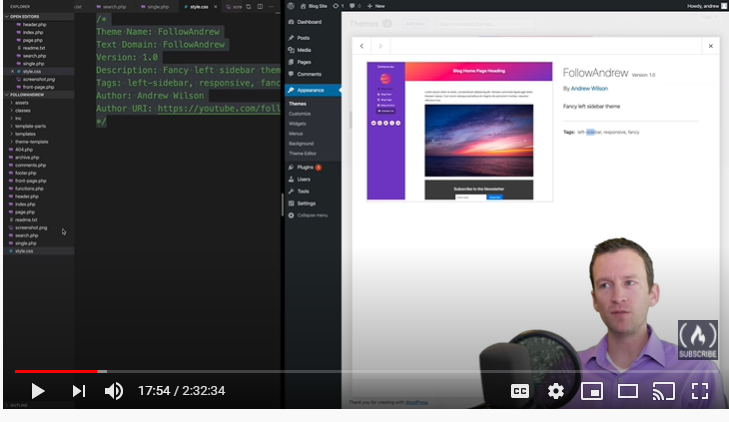 EXPLORER
OPEN EDITORS
header.php
index.php
page.php
readme.txt
search.php
single.php
style.css
screenshot.png
front-page.php
FOLLOWANDREW
assets
classes
inc
template-parts
templates
theme-template
404.php
archive.php
comments.php
footer.php
front-page.php
functions.php
header.php
index.php
page.php
readme.txt
screenshot.png
search.php
single.php
style.css
OUTLINE
.txt search.php single.php style.css scre
/*
Theme Name: FollowAndrew
Text Domain: FollowAndrew
Version: 1.0
Description: Fancy left sidebar them
Tags: left-sidebar, responsive, fanc
Author: Andrew Wilson
Author URI: https://youtube.com/foll
*/
Blog Site 1 0 + New Howdy, andrew
Dashboard
Posts
Media
Pages
Comments
Appearance
Themes
Customize
Widgets
Menus
Background
Theme Editor
Plugins
Users
Tools
Settings
Collapse menu
Themes
Blog Home Page Heading
Subscribe to the Newsletter
FollowAndrew Version: 1.0
By Andrew Wilson
Fancy left sidebar theme
Tags: left-sidebar, responsive, fancy
Thank you for creating with WordPress.
SUBSCRIBE
17:54 / 2:32:34
CC